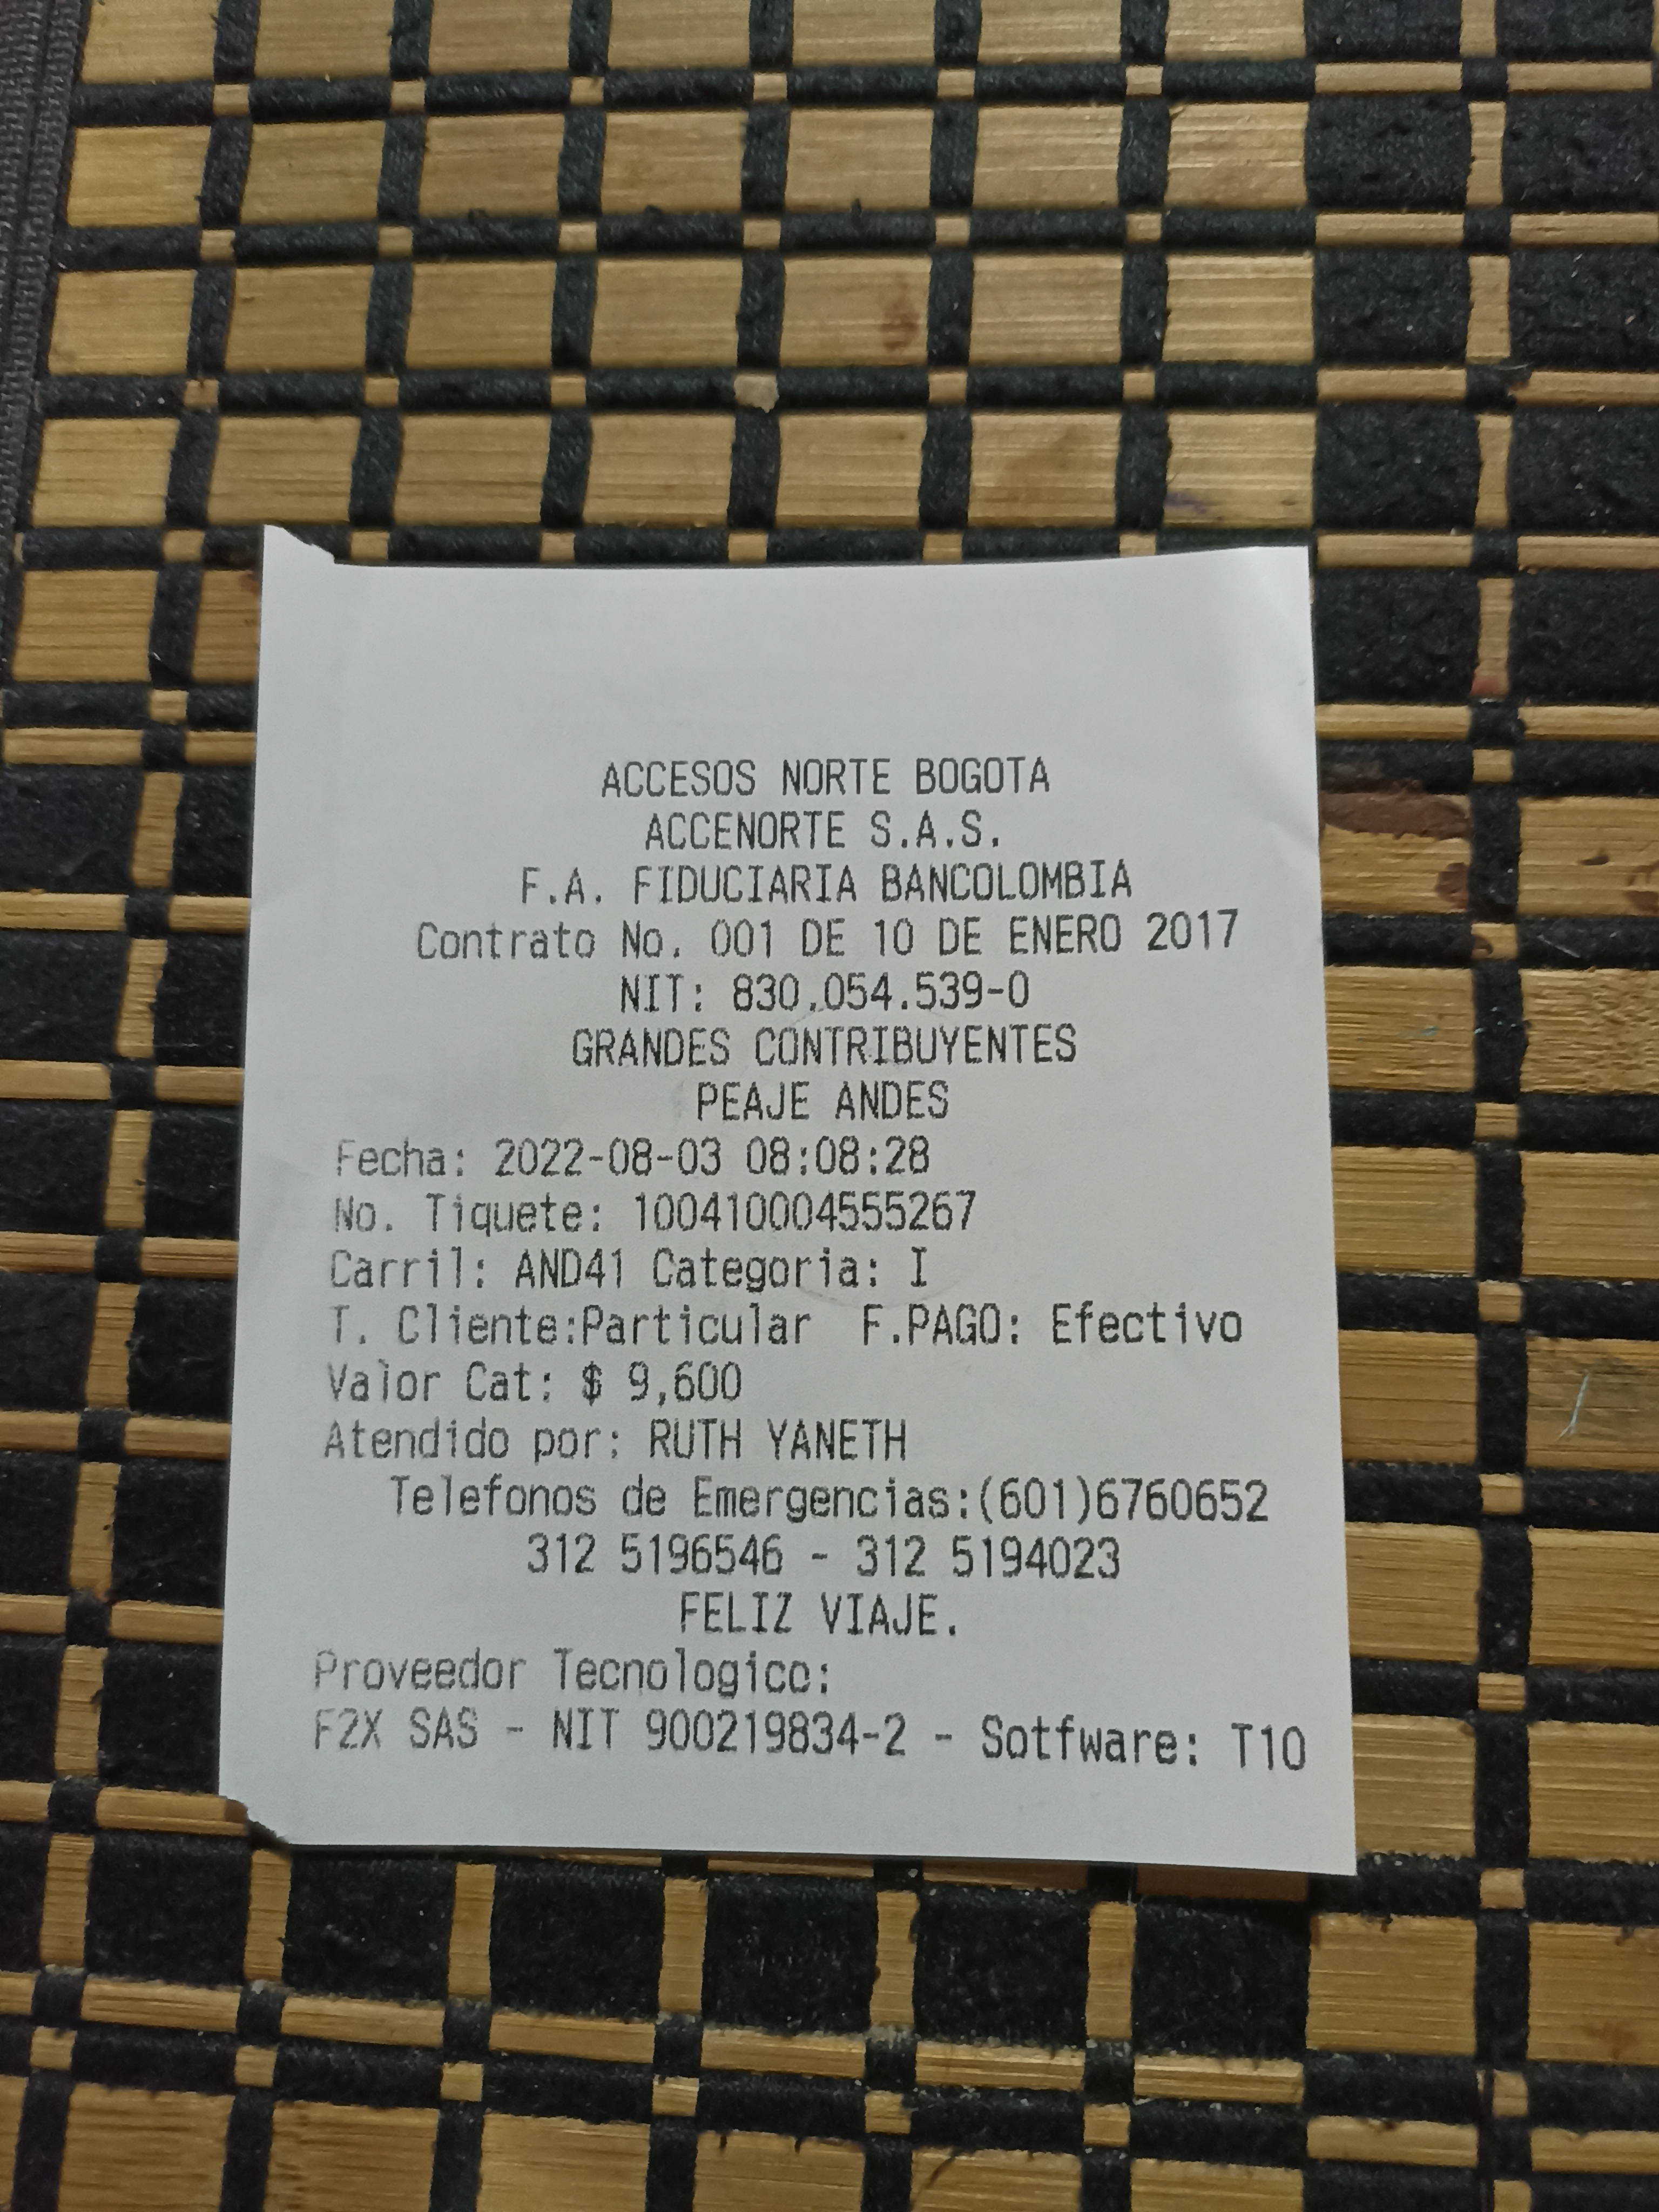 ACCESOS NORTE BOGOTA
ACCENORTE S.A.S.
F.A. FIDUCIARIA BANCOLOMBIA
Contrato No. 001 DE 10 DE ENERO 2017
NIT: 830.054.539-0
GRANDES CONTRIBUYENTES
PEAJE ANDES
Fecha: 2022-08-03 08:08:28
No. Tiquete: 100410004555267
Carril: AND41 Categoria: I
T. Cliente:Particular F.PAGO: Efectivo
Valor Cat: $ 9,600
Atendido por: RUTH YANETH
Telefonos de Emergencias:(601)6760652
312 5196546 - 312 5194023
FELIZ VIAJE.
Proveedor Tecnologico:
F2X SAS - NIT 900219834-2 - Sotfware: T10